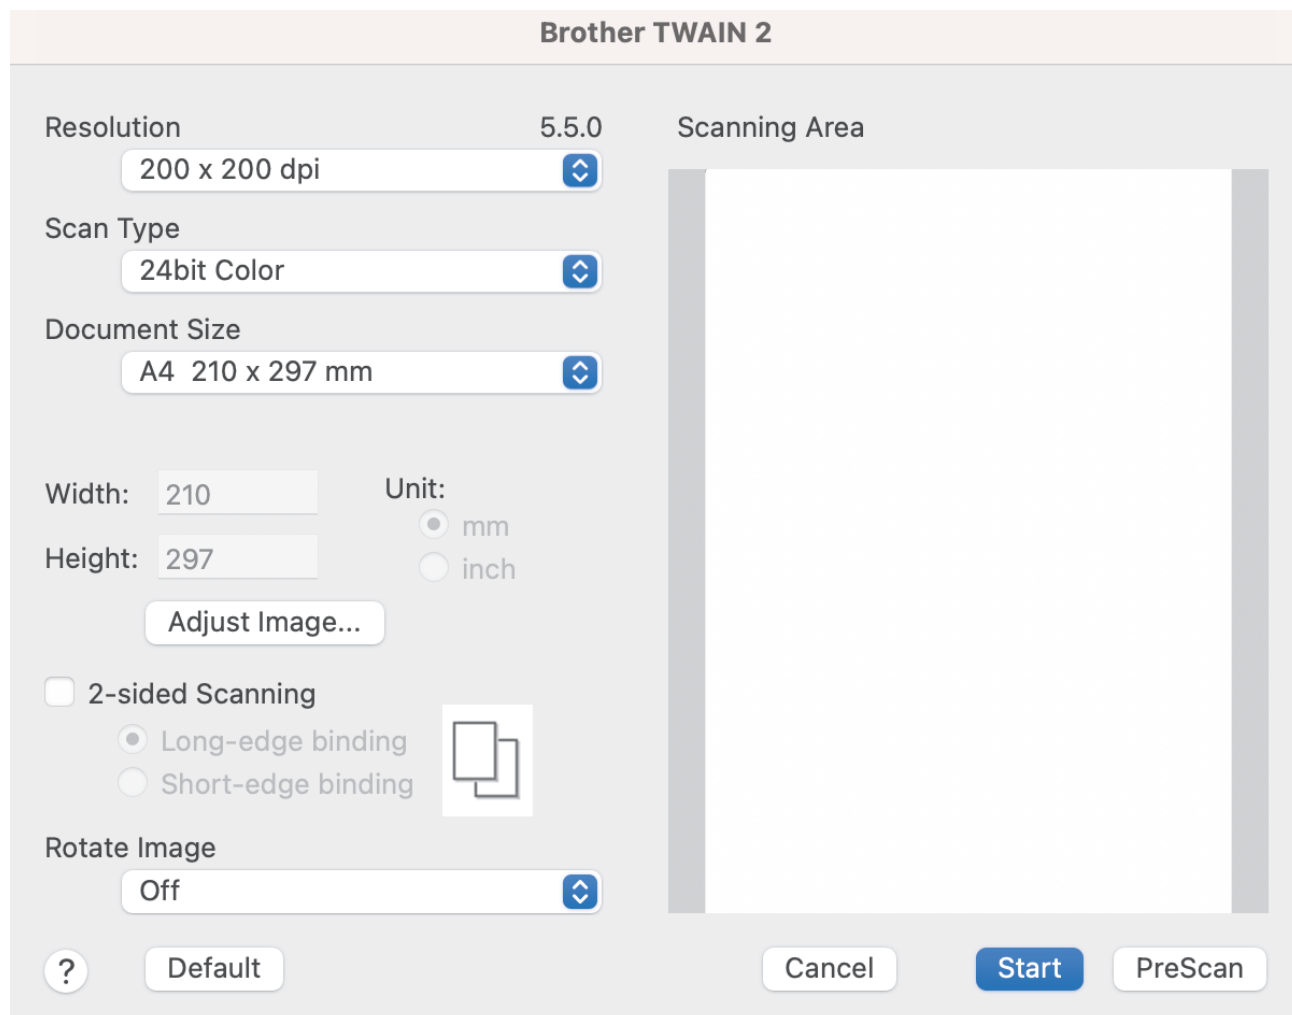 Brother TWAIN 2
Resolution 5.5.0
200 x 200 dpi
Scan Type
24bit Color
Document Size
A4 210 x 297 mm
Width: 210
Height: 297
Unit:
mm
inch
Adjust Image...
2-sided Scanning
Long-edge binding
Short-edge binding
Rotate Image
Off
? Default
Scanning Area
Cancel Start PreScan